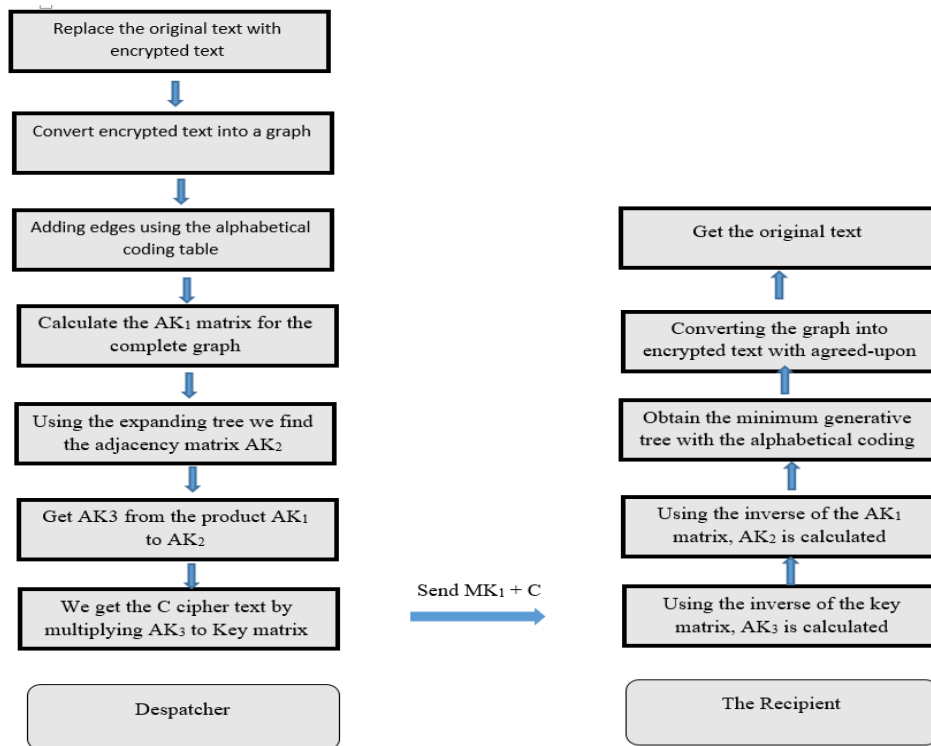 Replace the original text with
encrypted text
Convert encrypted text into a graph
Adding edges using the alphabetical
coding table
Calculate the AK₁ matrix for the
complete graph
Using the expanding tree we find
the adjacency matrix AK₂
Get AK3 from the product AK₁
to AK₂
We get the C cipher text by
multiplying AK₃ to Key matrix
Despatcher
Send MK₁ + C
Get the original text
Converting the graph into
encrypted text with agreed-upon
Obtain the minimum generative
tree with the alphabetical coding
Using the inverse of the AK₁
matrix, AK₂ is calculated
Using the inverse of the key
matrix, AK₃ is calculated
The Recipient